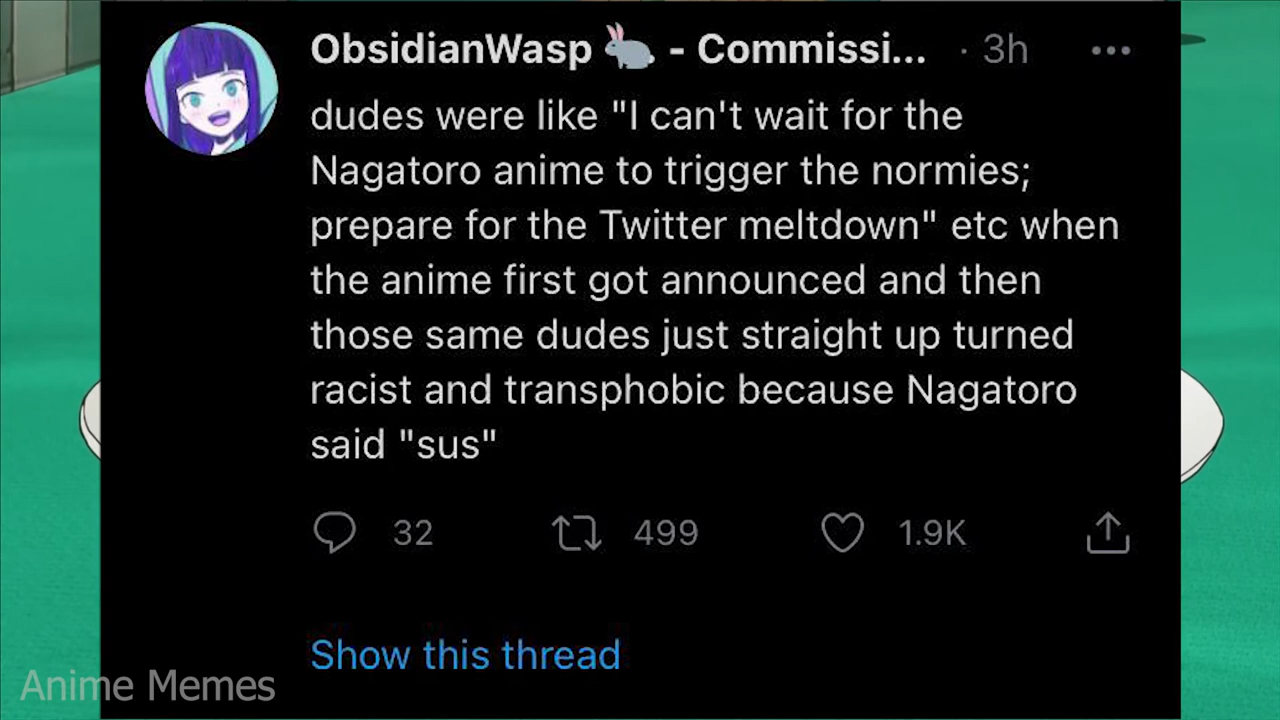 ObsidianWasp 🐇. - Commissi... · 3h
dudes were like "I can't wait for the
Nagatoro anime to trigger the normies;
prepare for the Twitter meltdown" etc when
the anime first got announced and then
those same dudes just straight up turned
racist and transphobic because Nagatoro
said "sus"
32 499 1.9K
Show this thread
Anime Memes